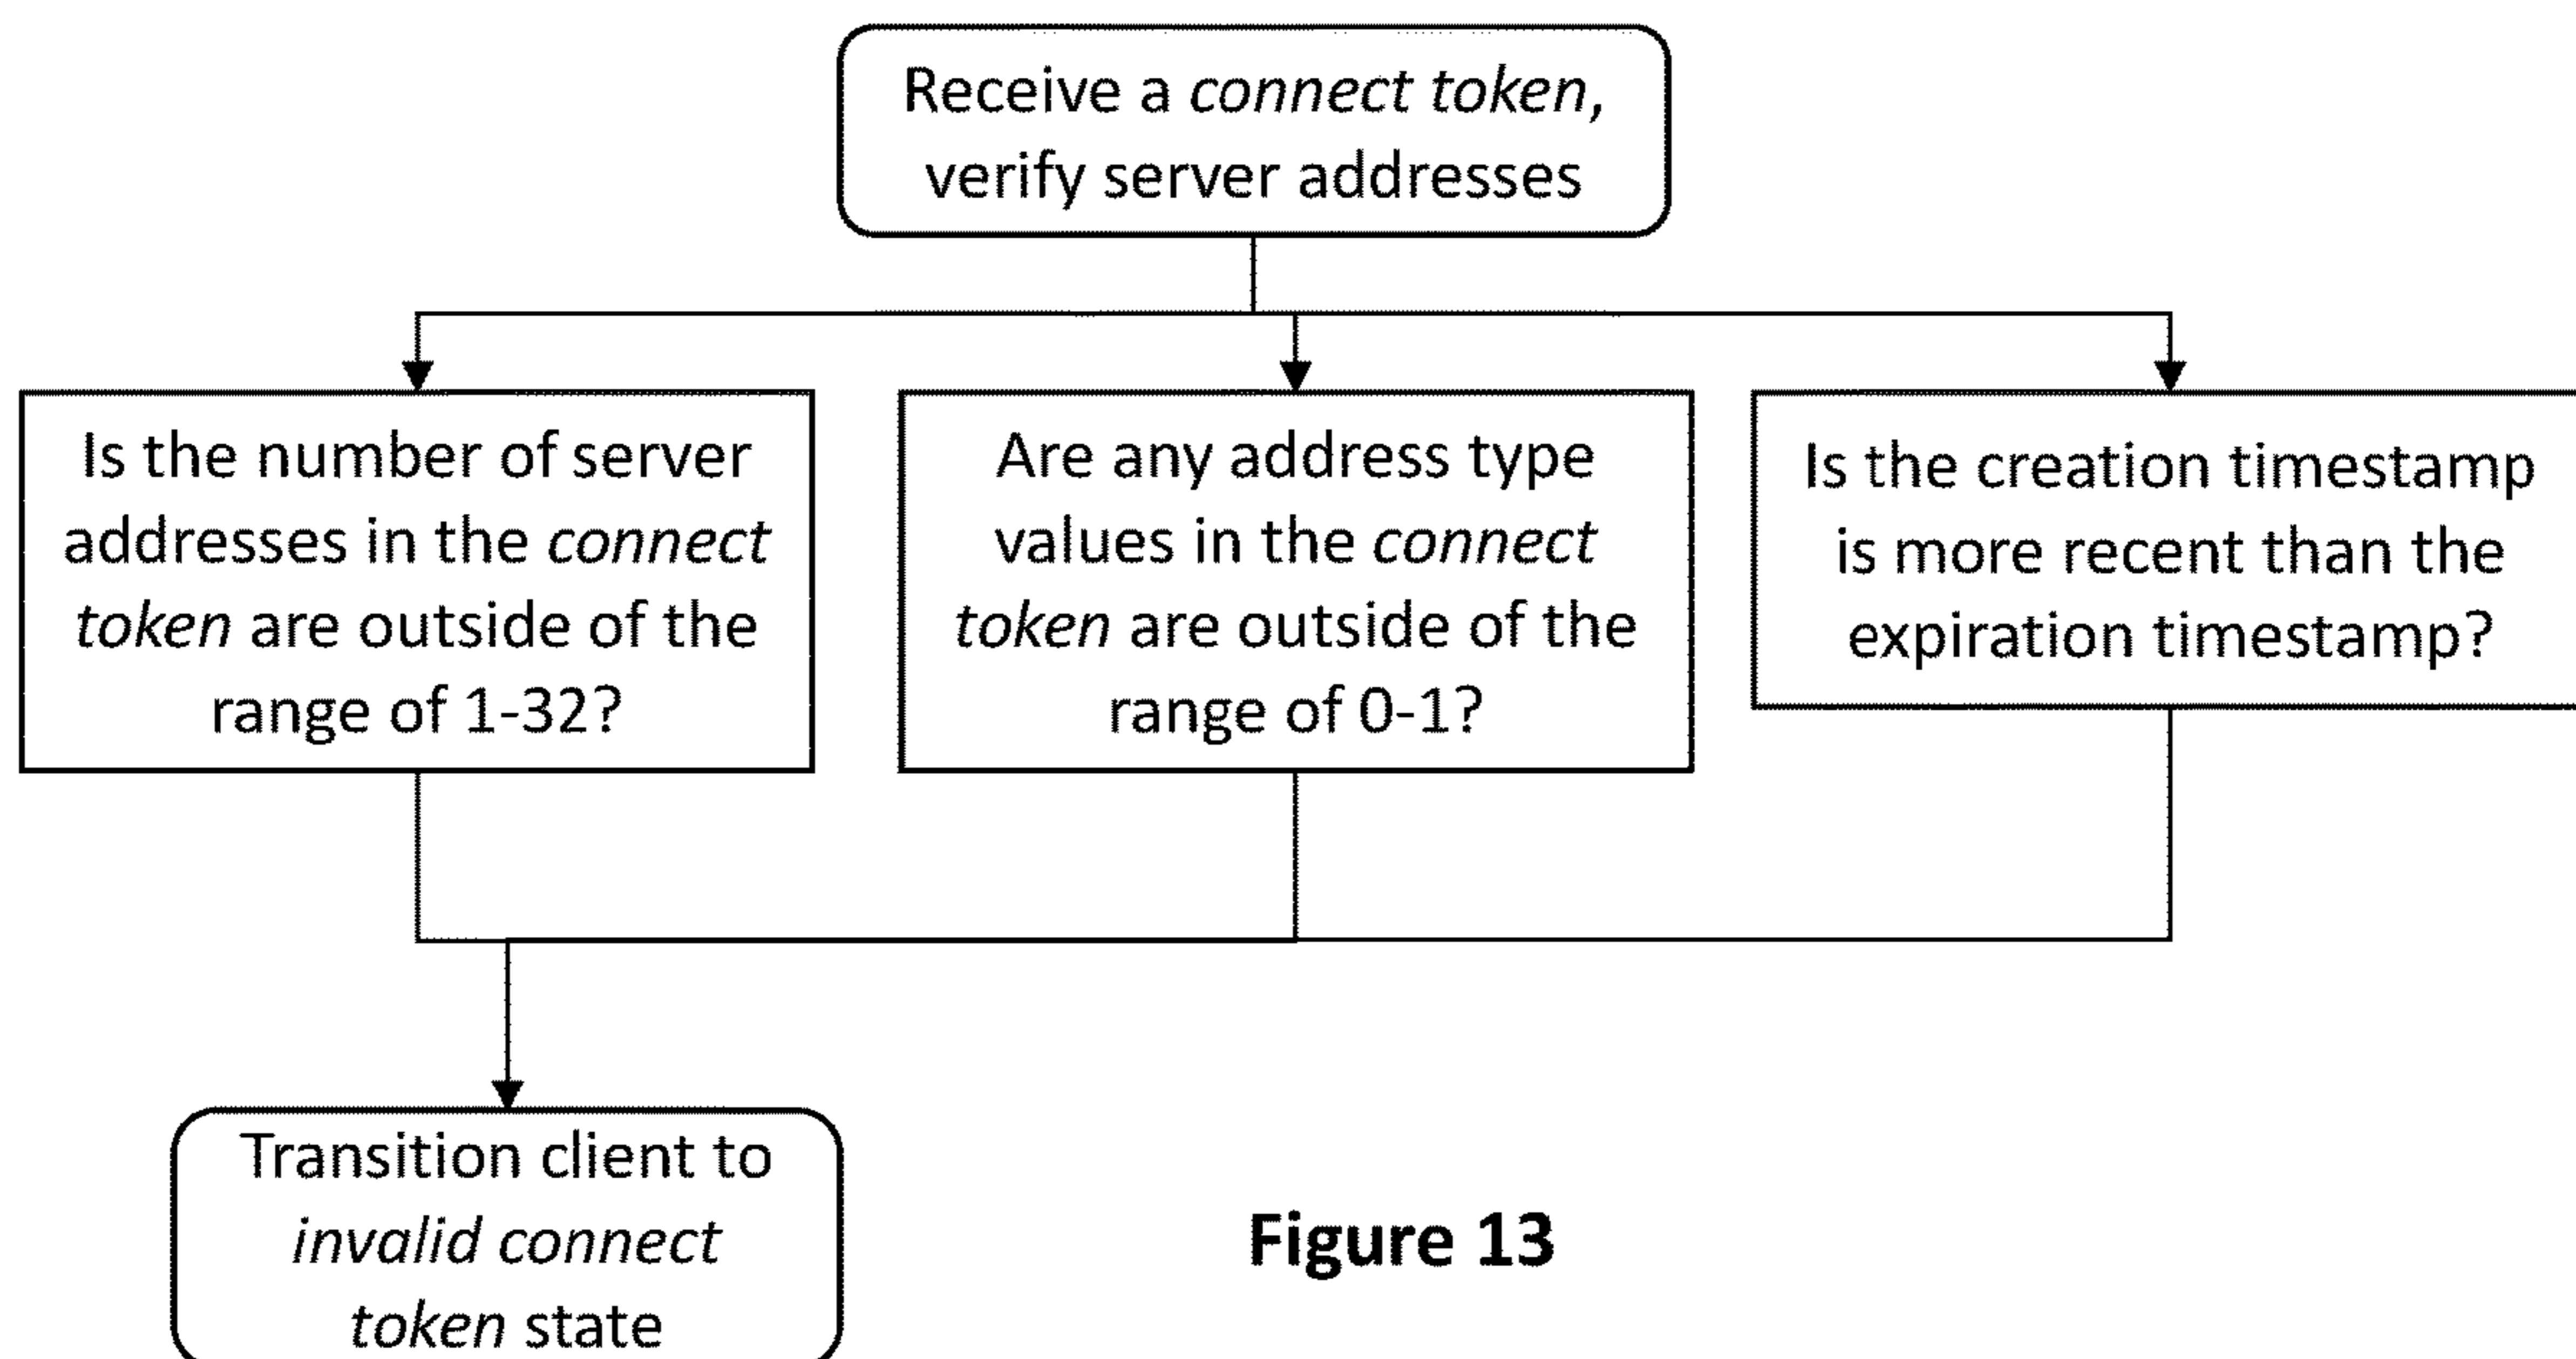 Receive a connect token,
verify server addresses
Is the number of server
addresses in the connect
token are outside of the
range of 1-32?
Are any address type
values in the connect
token are outside of the
range of 0-1?
Is the creation timestamp
is more recent than the
expiration timestamp?
Transition client to
invalid connect
token state
Figure 13